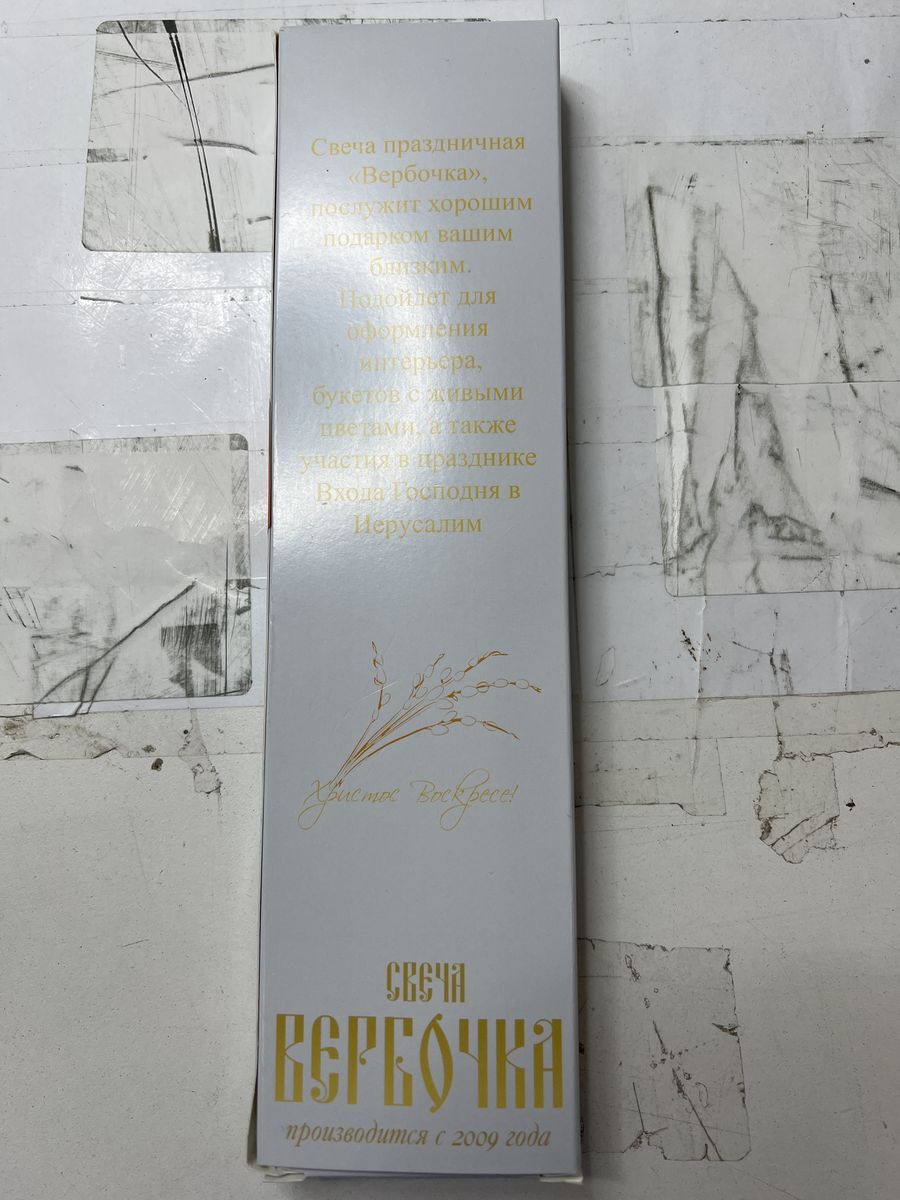 Свеча праздничная
«Вербочка»,
послужит хорошим
подарком вашим
близким.
Подойдет для
оформления
интерьера,
букетов с живыми
цветами, а также
участия в празднике
Входа Господня в
Иерусалим
Христос Воскресе!
СВЕЧА
ВЕРБОЧКА
производится с 2009 года